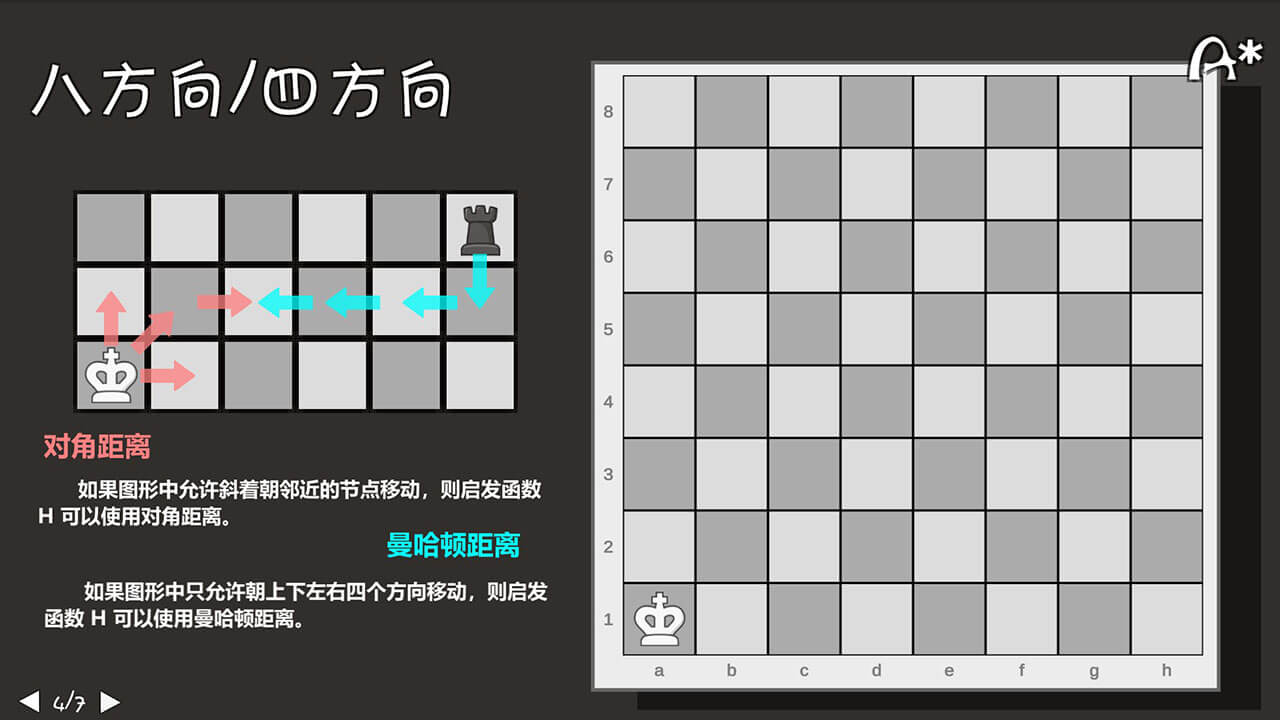 八方向/四方向
A*
对角距离
如果图形中允许斜着朝邻近的节点移动，则启发函数
H 可以使用对角距离。
曼哈顿距离
如果图形中只允许朝上下左右四个方向移动，则启发
函数 H 可以使用曼哈顿距离。
4/7
8
7
6
5
4
3
2
1
a b c d e f g h